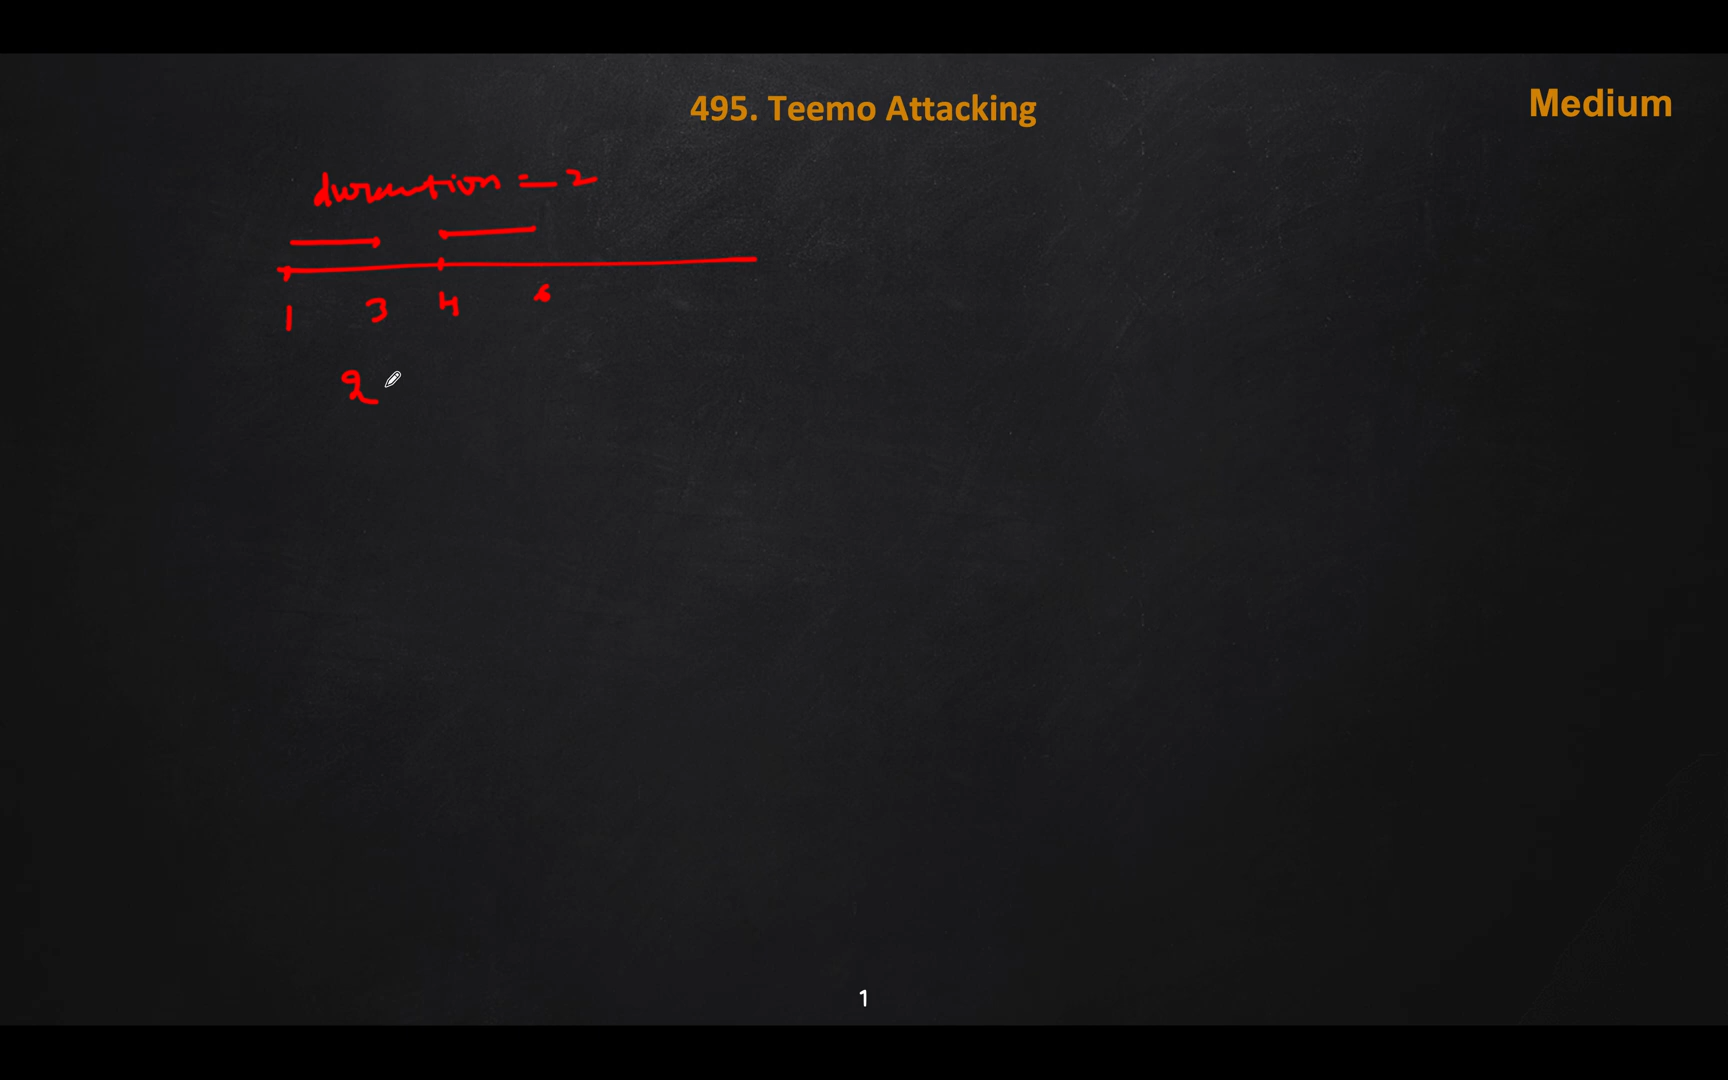 495. Teemo Attacking
Medium
duration = 2
1 3 4 6
2
1